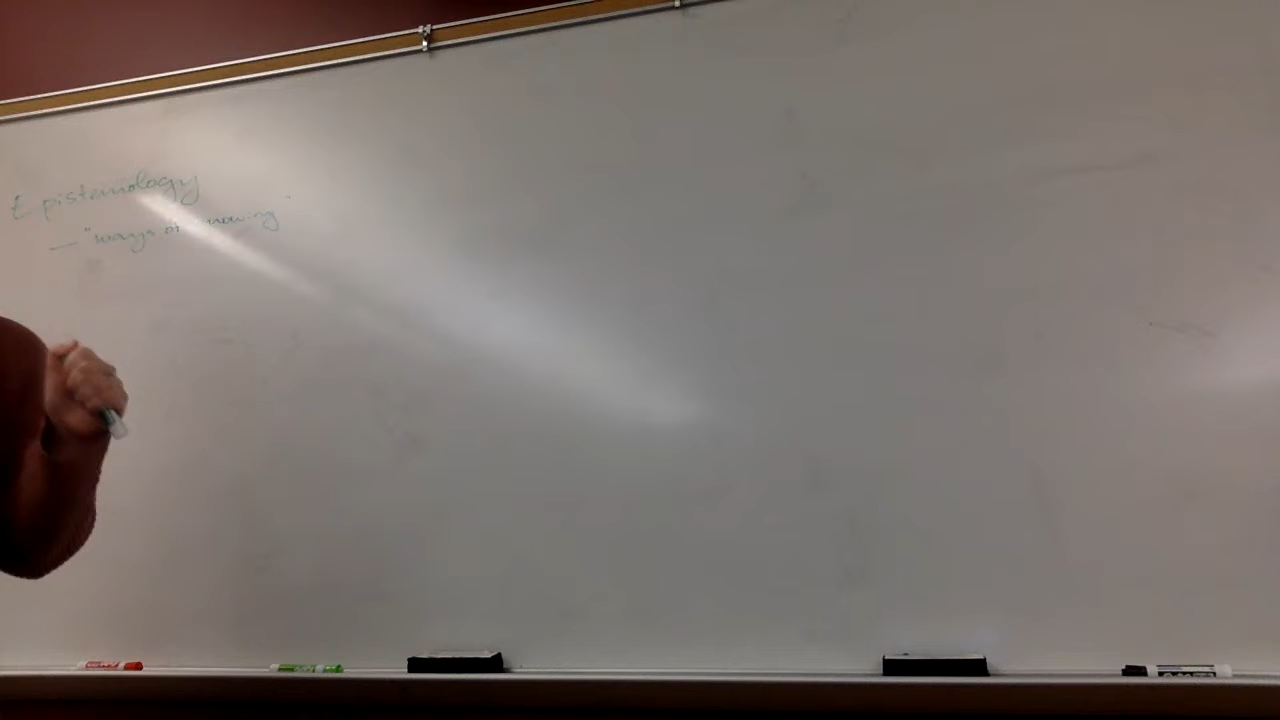 Epistemology
— "ways of knowing"